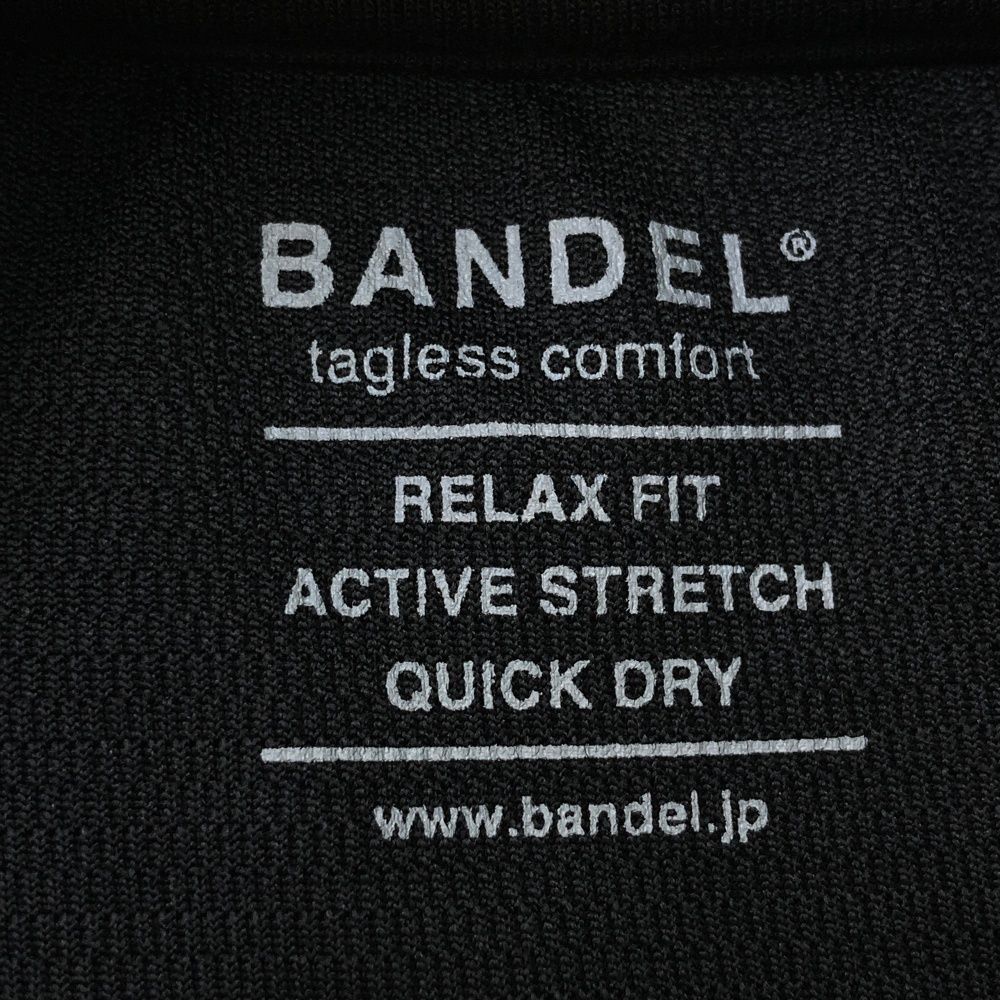 BANDEL®
tagless comfort
RELAX FIT
ACTIVE STRETCH
QUICK DRY
www.bandel.jp